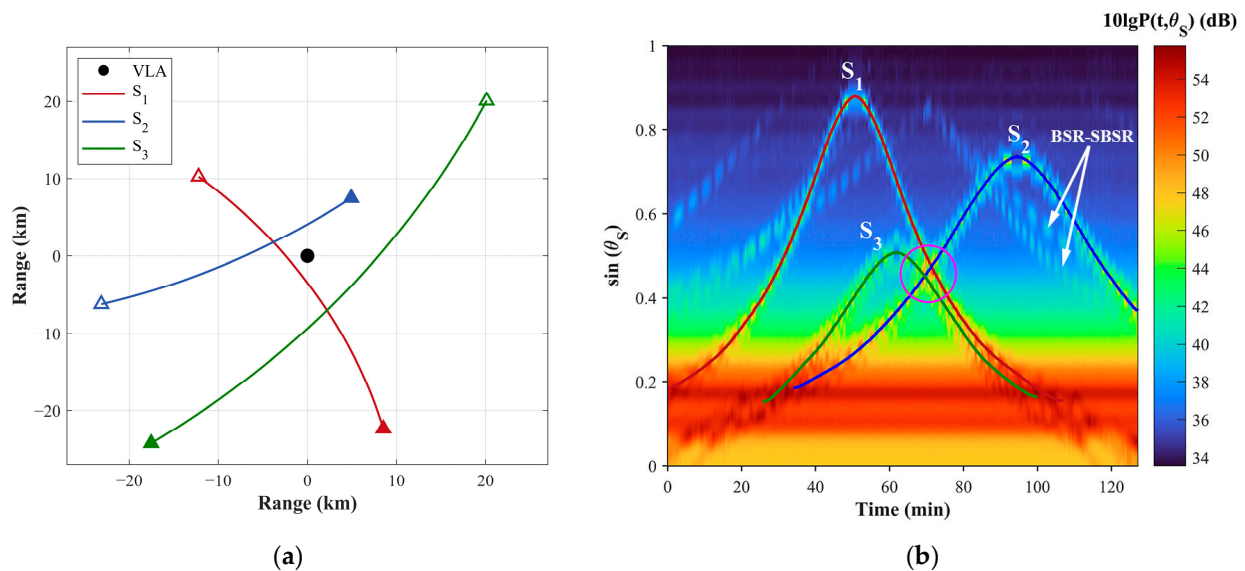 10lgP(t,θS) (dB)
VLA
S1
S2
S3
20
10
0
10
−20
−20
−10
0
10
20
Range (km)
Range (km)
(a)
1
0.8
0.6
0.4
0.2
0
sin (θS)
S1
S2
S3
BSR-SBSR
0
20
40
60
80
100
120
Time (min)
54
52
50
48
46
44
42
40
38
36
34
(b)